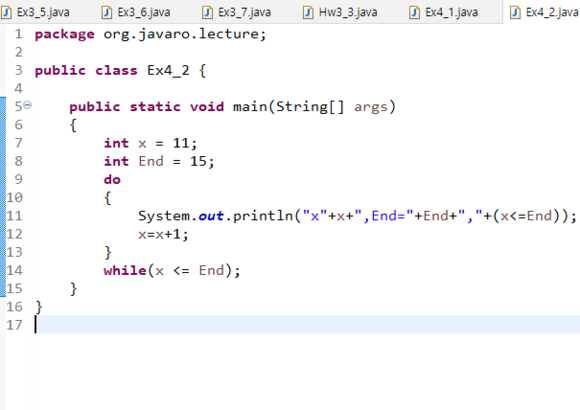 Ex3_5.java Ex3_6.java Ex3_7.java Hw3_3.java Ex4_1.java Ex4_2.java
1 package org.javaro.lecture;
2
3 public class Ex4_2 {
4
5 public static void main(String[] args)
6 {
7 int x = 11;
8 int End = 15;
9 do
10 {
11 System.out.println("x"+x+",End="+End+","+(x<=End));
12 x=x+1;
13 }
14 while(x <= End);
15 }
16 }
17